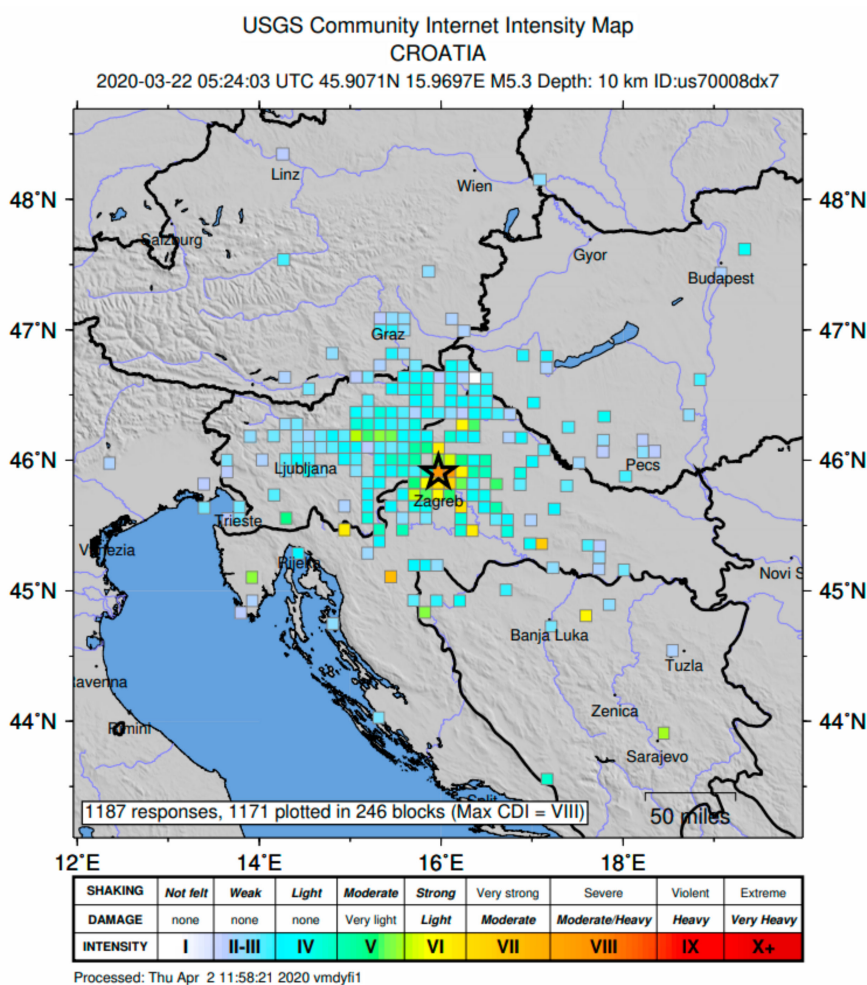 USGS Community Internet Intensity Map
CROATIA
2020-03-22 05:24:03 UTC 45.9071N 15.9697E M5.3 Depth: 10 km ID:us70008dx7
Linz
Wien
48˚N 48˚N
Salzburg
Gyor
Budapest
47˚N 47˚N
Graz
46˚N 46˚N
Ljubljana
Pecs
Zagreb
Trieste
Venezia
Rijeka
Novi S
45˚N 45˚N
Banja Luka
Tuzla
Ravenna
Zenica
44˚N 44˚N
Rimini
Sarajevo
Split
1187 responses, 1171 plotted in 246 blocks (Max CDI = VIII)
50 miles
12˚E 14˚E 16˚E 18˚E
SHAKING Not felt Weak Light Moderate Strong Very strong Severe Violent Extreme
DAMAGE none none none Very light Light Moderate Moderate/Heavy Heavy Very Heavy
INTENSITY I II-III IV V VI VII VIII IX X+
Processed: Thu Apr 2 11:58:21 2020 vmdyfi1